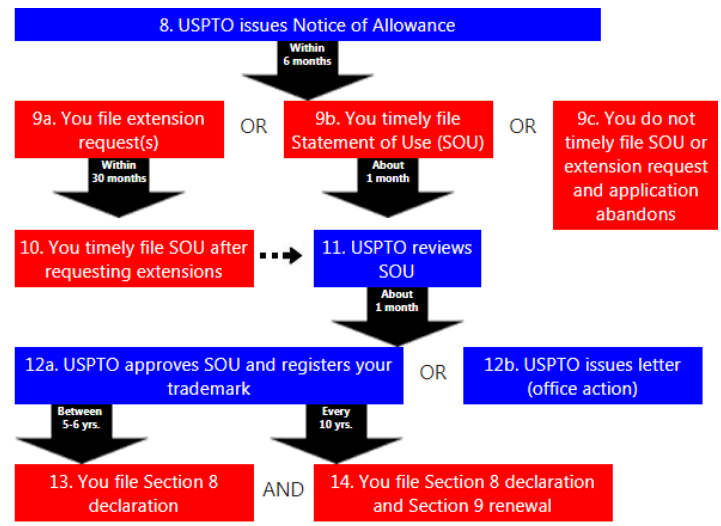 8. USPTO issues Notice of Allowance
Within
6 months
9a. You file extension
request(s)
OR
9b. You timely file
Statement of Use (SOU)
OR
9c. You do not
timely file SOU or
extension request
and application
abandons
Within
30 months
About
1 month
10. You timely file SOU after
requesting extensions
11. USPTO reviews
SOU
About
1 month
12a. USPTO approves SOU and registers your
trademark
OR
12b. USPTO issues letter
(office action)
Between
5-6 yrs.
Every
10 yrs.
13. You file Section 8
declaration
AND
14. You file Section 8 declaration
and Section 9 renewal